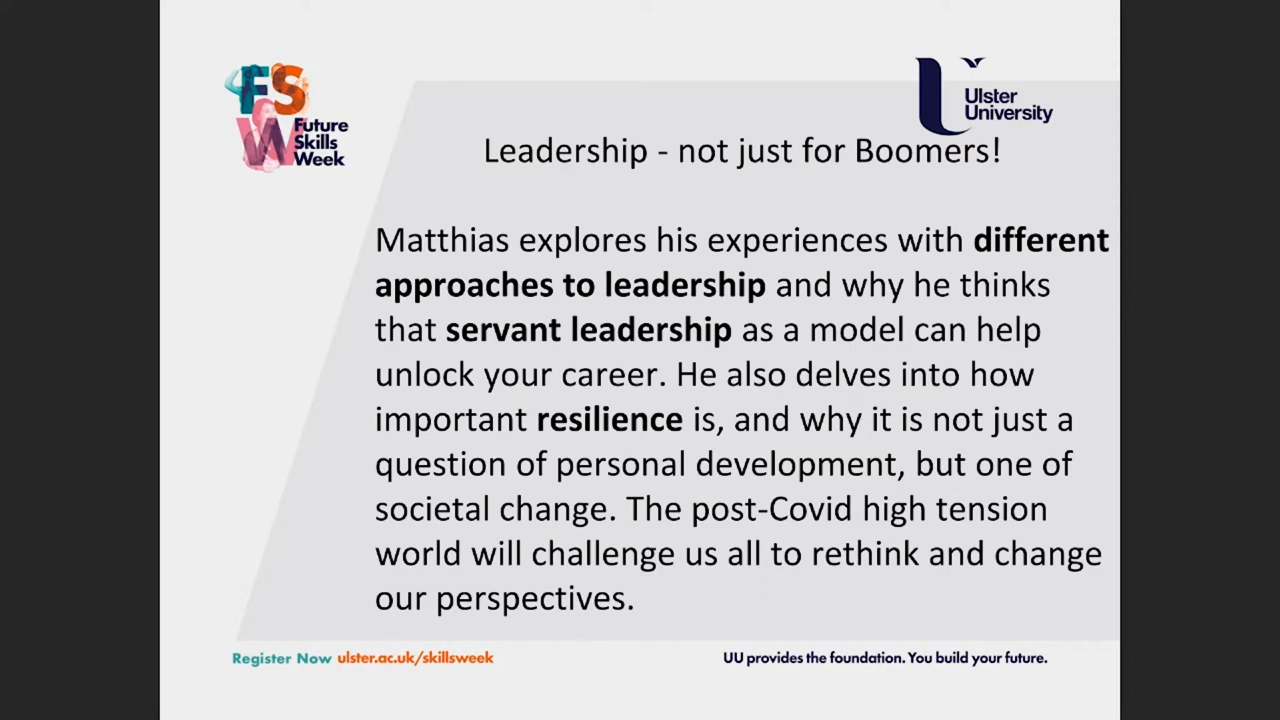 FS
W
Future
Skills
Week
Ulster
University
Leadership - not just for Boomers!
Matthias explores his experiences with different
approaches to leadership and why he thinks
that servant leadership as a model can help
unlock your career. He also delves into how
important resilience is, and why it is not just a
question of personal development, but one of
societal change. The post-Covid high tension
world will challenge us all to rethink and change
our perspectives.
Register Now ulster.ac.uk/skillsweek
UU provides the foundation. You build your future.